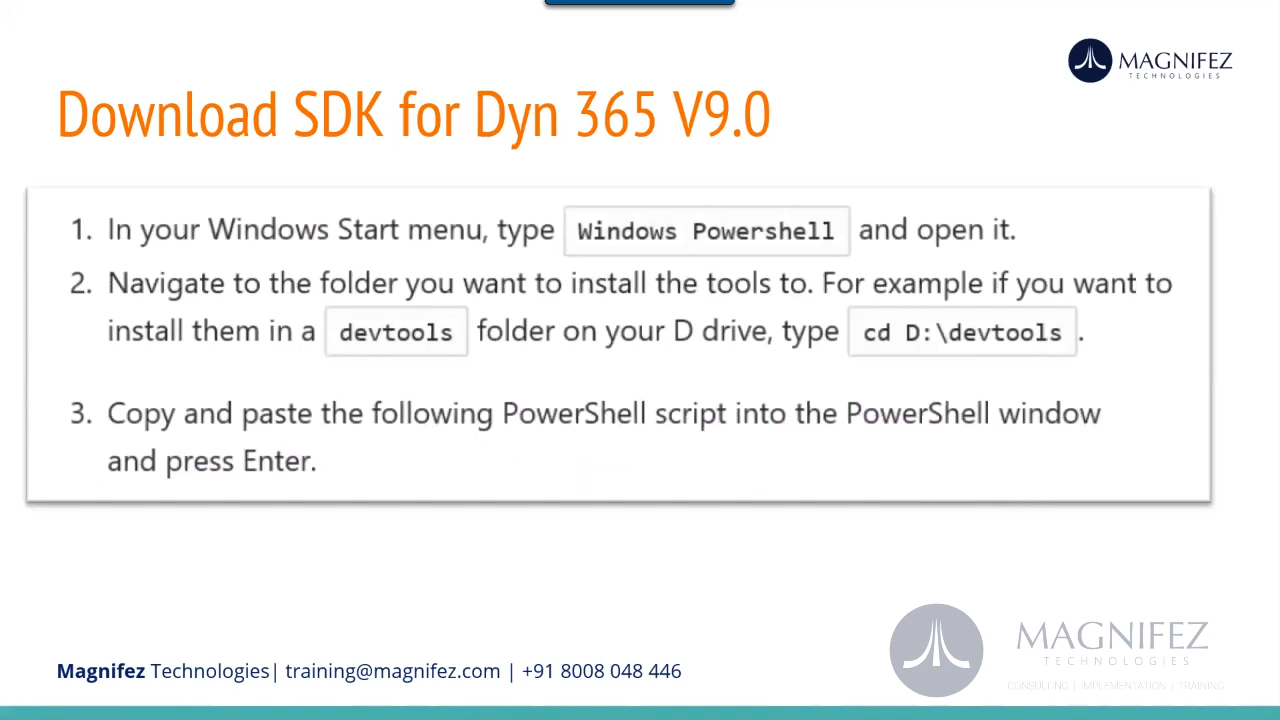 MAGNIFEZ
TECHNOLOGIES
Download SDK for Dyn 365 V9.0
1. In your Windows Start menu, type Windows Powershell and open it.
2. Navigate to the folder you want to install the tools to. For example if you want to
install them in a devtools folder on your D drive, type cd D:\devtools .
3. Copy and paste the following PowerShell script into the PowerShell window
and press Enter.
MAGNIFEZ
TECHNOLOGIES
CONSULTING | IMPLEMENTATION | TRAINING
Magnifez Technologies| training@magnifez.com | +91 8008 048 446